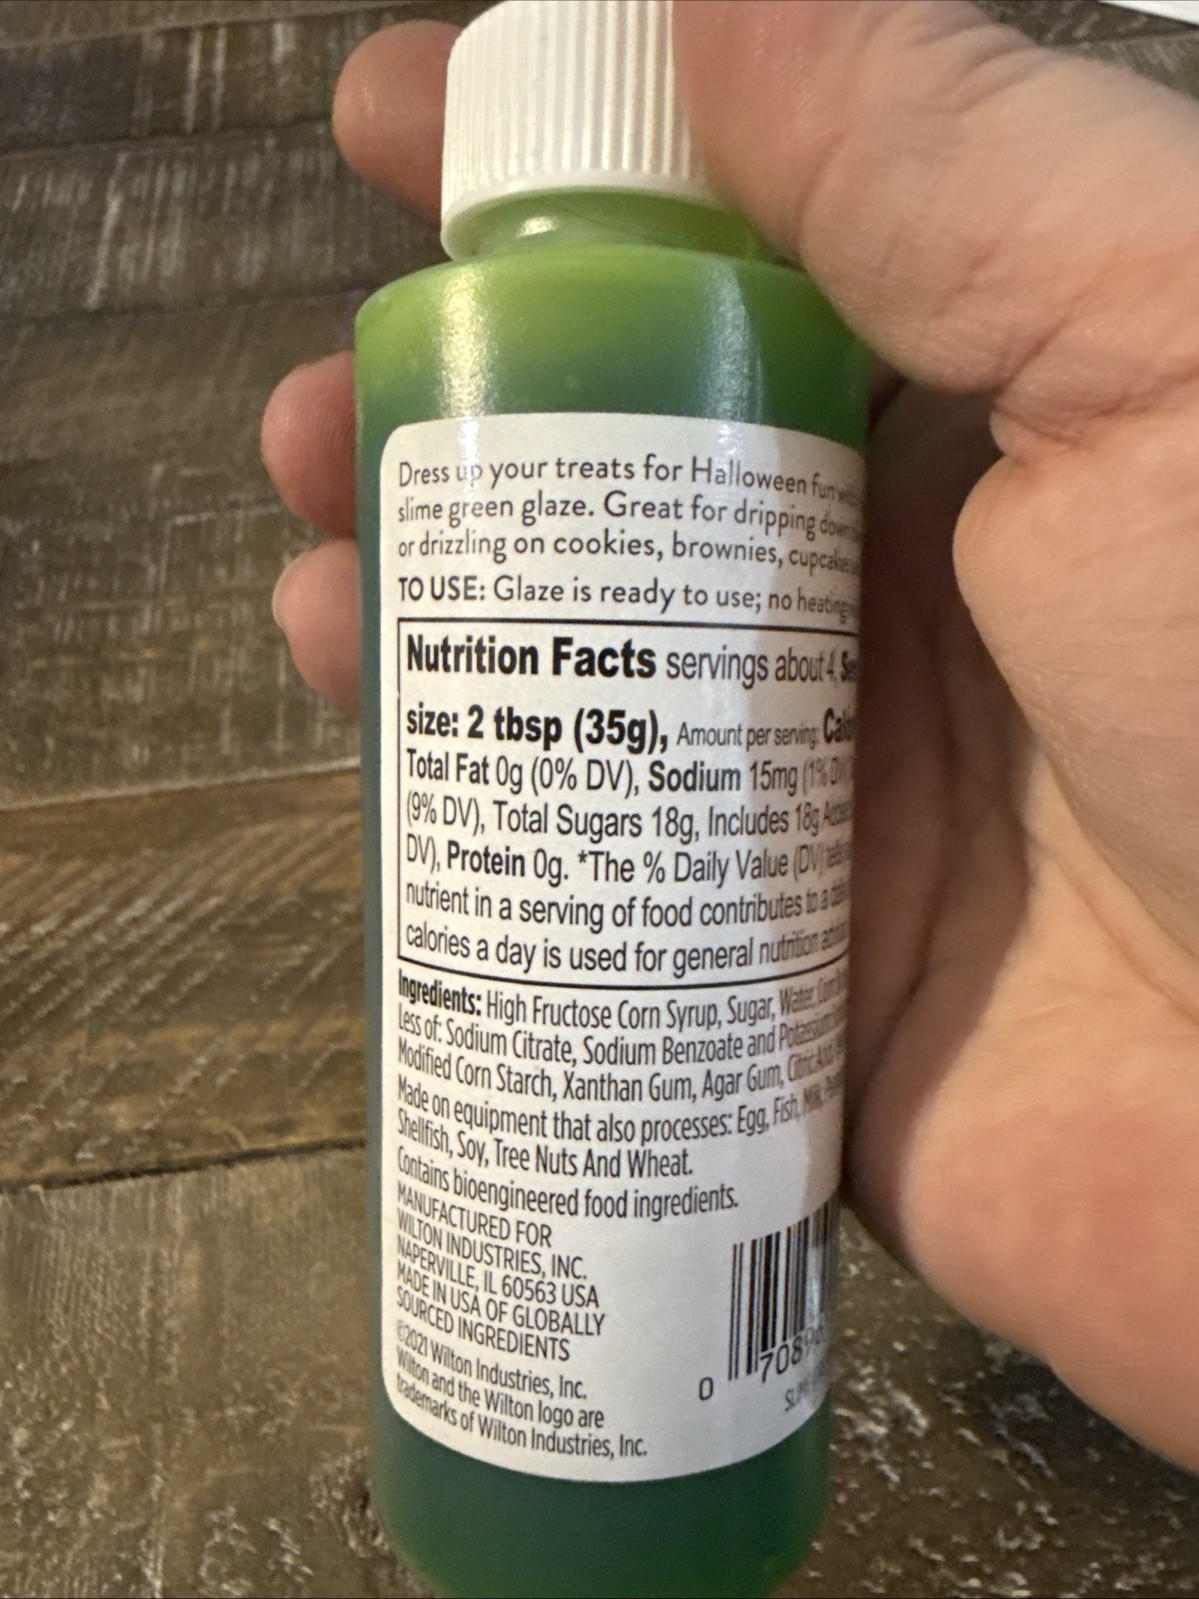 Dress up your treats for Halloween fun
slime green glaze. Great for dripping down
or drizzling on cookies, brownies, cupcakes
TO USE: Glaze is ready to use; no heating
Nutrition Facts servings about 4,
size: 2 tbsp (35g), Amount per serving:
Total Fat 0g (0% DV), Sodium 15mg (1% DV
(9% DV), Total Sugars 18g, Includes 18g
DV), Protein 0g. *The % Daily Value (DV)
nutrient in a serving of food contributes to a
calories a day is used for general nutrition
Ingredients: High Fructose Corn Syrup, Sugar, Water,
Less of: Sodium Citrate, Sodium Benzoate and Potassium
Modified Corn Starch, Xanthan Gum, Agar Gum, Citric Acid,
Made on equipment that also processes: Egg, Fish, Milk,
Shellfish, Soy, Tree Nuts And Wheat.
Contains bioengineered food ingredients.
MANUFACTURED FOR
WILTON INDUSTRIES, INC.
NAPERVILLE, IL 60563 USA
MADE IN USA OF GLOBALLY
SOURCED INGREDIENTS
©2021 Wilton Industries, Inc.
Wilton and the Wilton logo are
trademarks of Wilton Industries, Inc.
0 70896